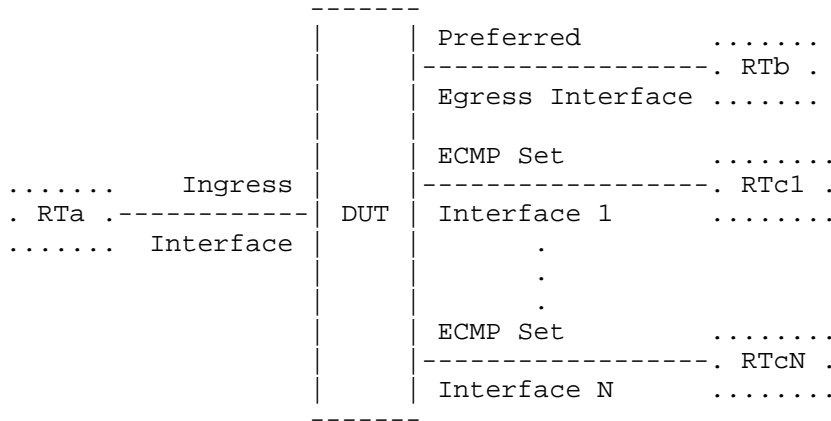 Preferred
RTb
Egress Interface
ECMP Set
Ingress
RTc1
RTa
DUT
Interface 1
Interface
ECMP Set
RTcN
Interface N